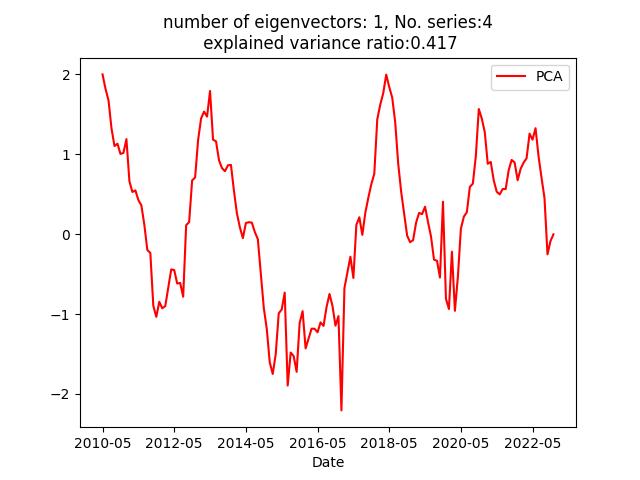 number of eigenvectors: 1, No. series:4
explained variance ratio:0.417
PCA
2
1
0
−1
−2
2010-05 2012-05 2014-05 2016-05 2018-05 2020-05 2022-05
Date